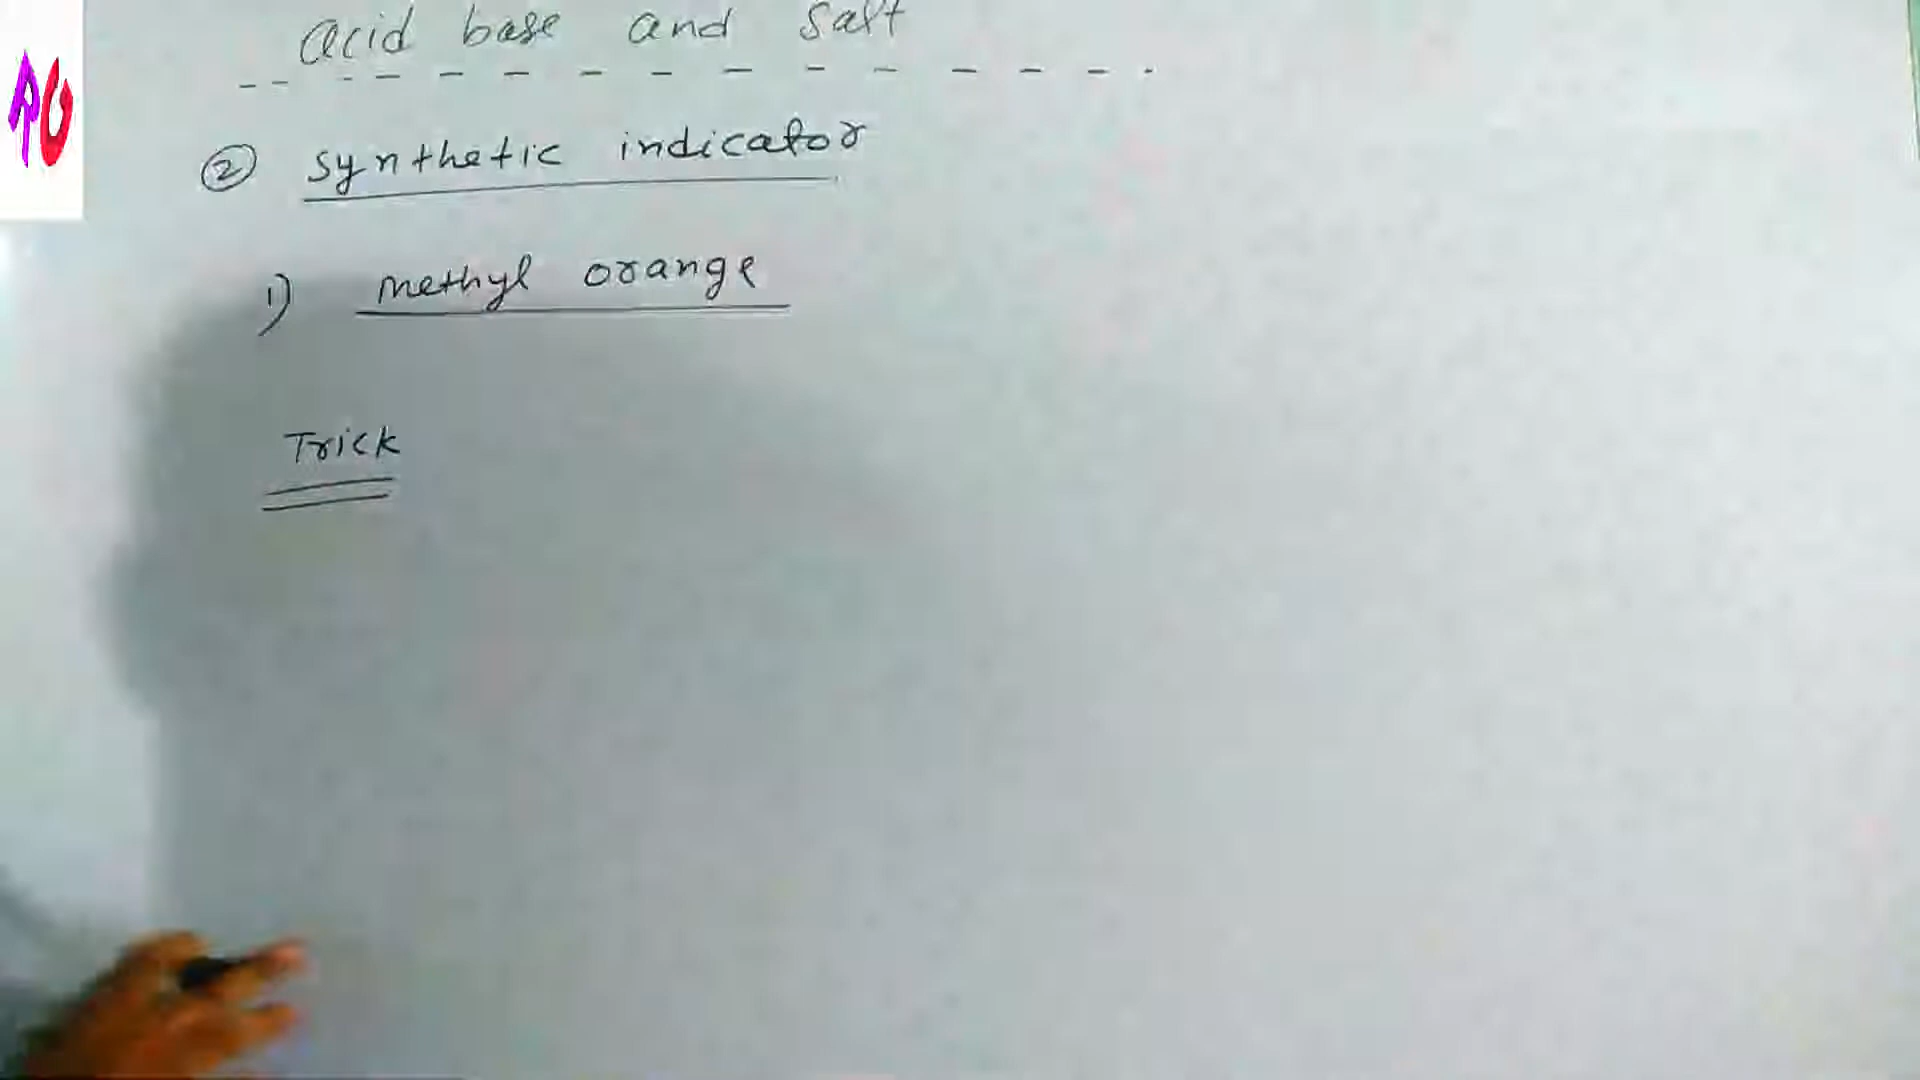 acid base and salt
② synthetic indicator
1) methyl orange
Trick